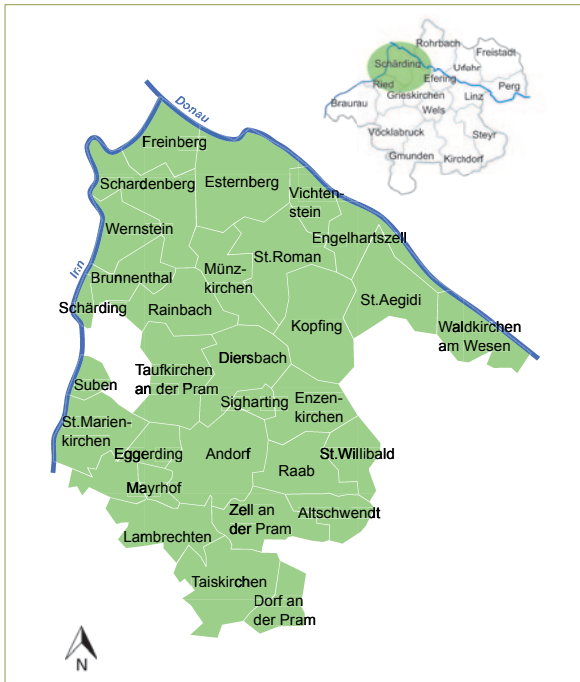 Rohrbach
Freistadt
Schärding
Urfahr
Efering
Ried
Perg
Grieskirchen
Linz
Braurau
Wels
Vöcklabruck
Steyr
Gmunden
Kirchdorf
Donau
Freinberg
Schardenberg
Esternberg
Vichten-
stein
Wernstein
Engelhartszell
St.Roman
Inn
Münz-
kirchen
Brunnenthal
St.Aegidi
Schärding
Rainbach
Kopfing
Waldkirchen
am Wesen
Diersbach
Taufkirchen
an der Pram
Suben
Sigharting
Enzen-
kirchen
St.Marien-
kirchen
Eggerding
Andorf
St.Willibald
Raab
Mayrhof
Zell an
der Pram
Altschwendt
Lambrechten
Taiskirchen
Dorf an
der Pram
N